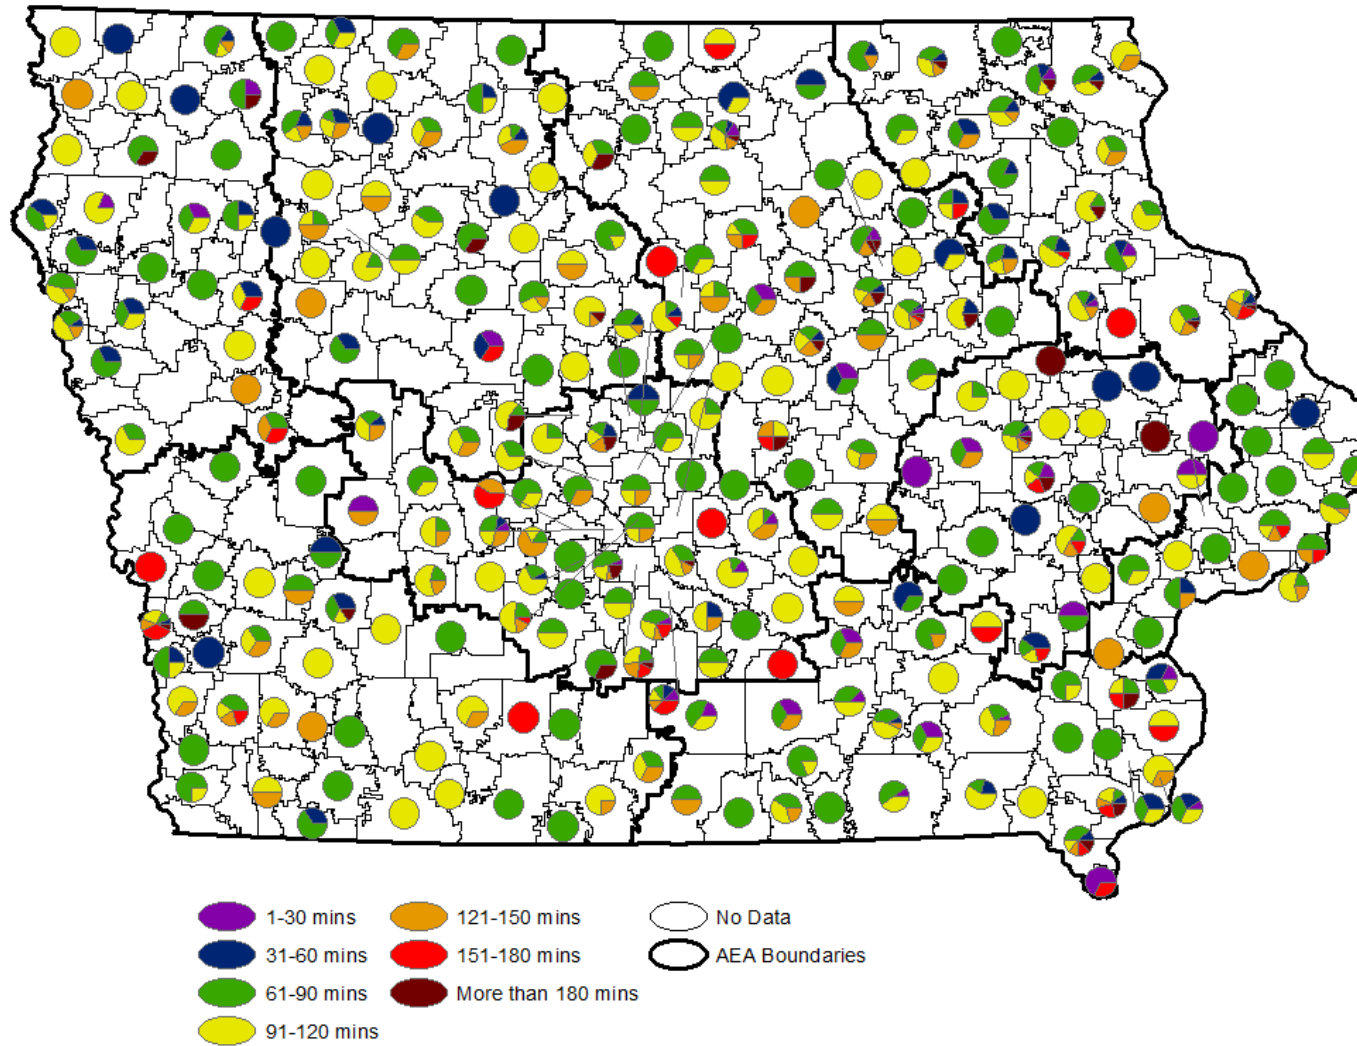 1-30 mins
31-60 mins
61-90 mins
91-120 mins
121-150 mins
151-180 mins
More than 180 mins
No Data
AEA Boundaries